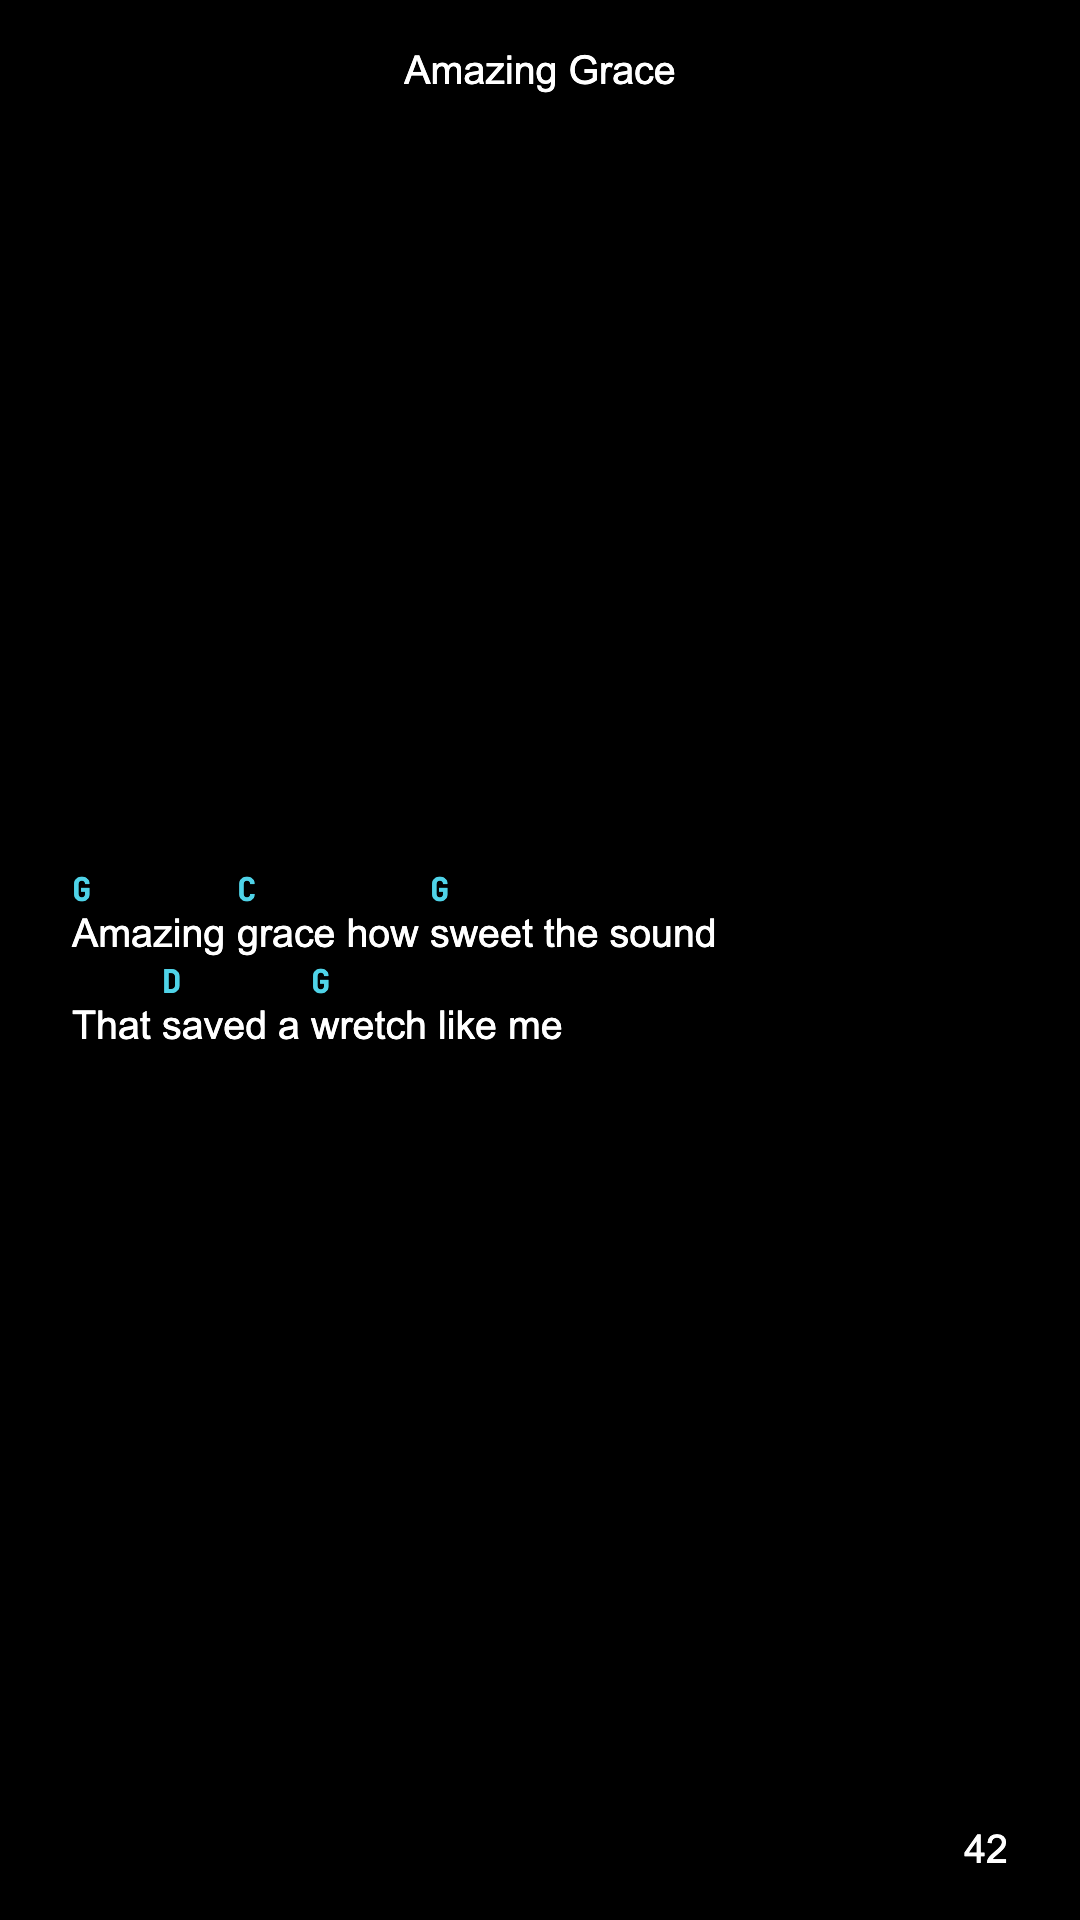 Amazing Grace
G C G
Amazing grace how sweet the sound
D G
That saved a wretch like me
42